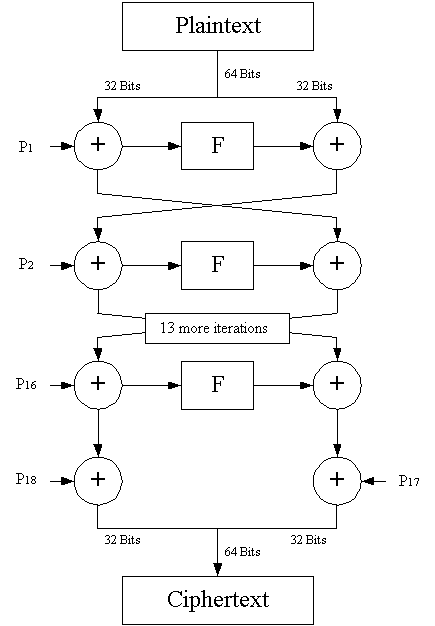 Plaintext
64 Bits
32 Bits 32 Bits
P1 + F +
P2 + F +
13 more iterations
P16 + F +
P18 + + P17
32 Bits 32 Bits
64 Bits
Ciphertext